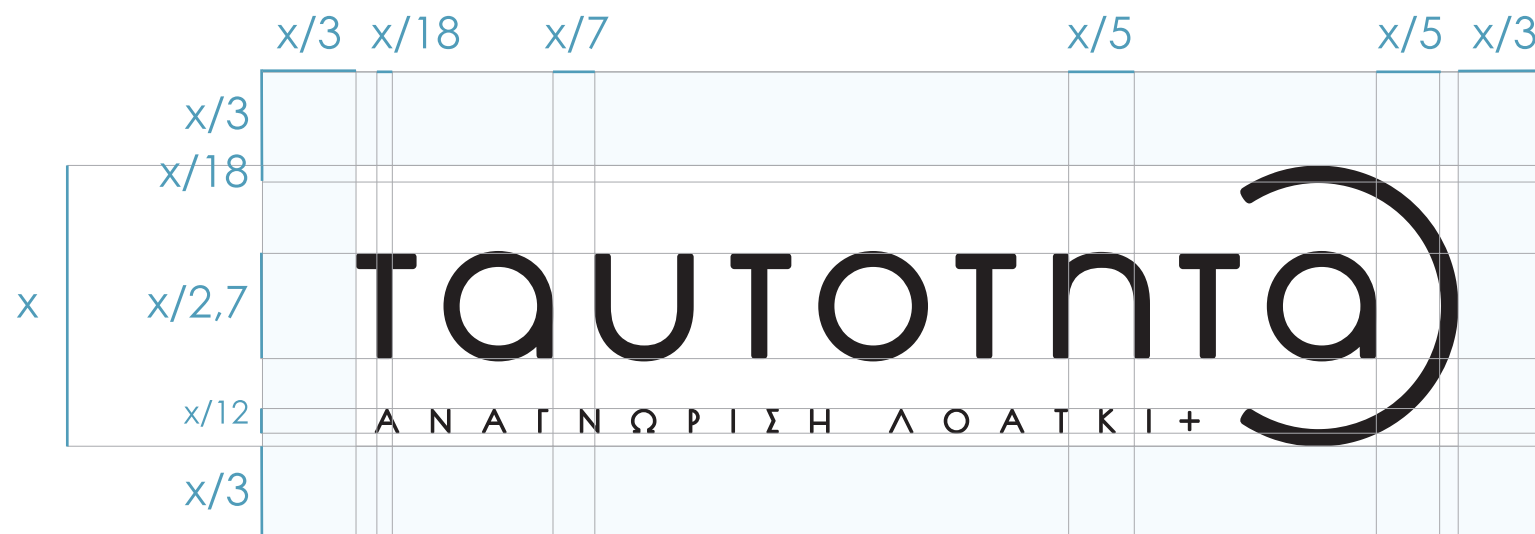 x/3 x/18 x/7 x/5 x/5 x/3
x/3
x/18
x x/2,7
ταυτοτητα
x/12
ΑΝΑΓΝΩΡΙΣΗ ΛΟΑΤΚΙ+
x/3